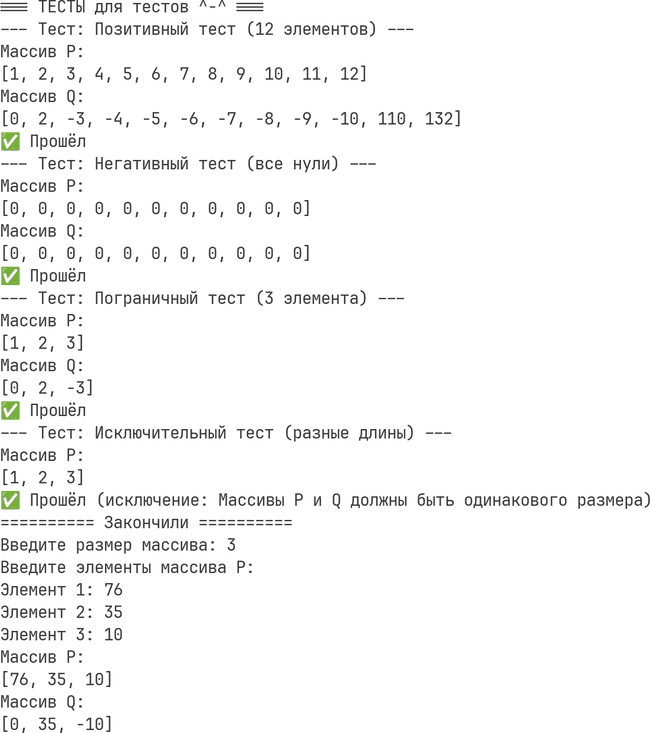 === ТЕСТЫ для тестов ^-^ ===
--- Тест: Позитивный тест (12 элементов) ---
Массив P:
[1, 2, 3, 4, 5, 6, 7, 8, 9, 10, 11, 12]
Массив Q:
[0, 2, -3, -4, -5, -6, -7, -8, -9, -10, 110, 132]
✅ Прошёл
--- Тест: Негативный тест (все нули) ---
Массив P:
[0, 0, 0, 0, 0, 0, 0, 0, 0, 0, 0]
Массив Q:
[0, 0, 0, 0, 0, 0, 0, 0, 0, 0, 0]
✅ Прошёл
--- Тест: Пограничный тест (3 элемента) ---
Массив P:
[1, 2, 3]
Массив Q:
[0, 2, -3]
✅ Прошёл
--- Тест: Исключительный тест (разные длины) ---
Массив P:
[1, 2, 3]
✅ Прошёл (исключение: Массивы P и Q должны быть одинакового размера)
========== Закончили ==========
Введите размер массива: 3
Введите элементы массива P:
Элемент 1: 76
Элемент 2: 35
Элемент 3: 10
Массив P:
[76, 35, 10]
Массив Q:
[0, 35, -10]